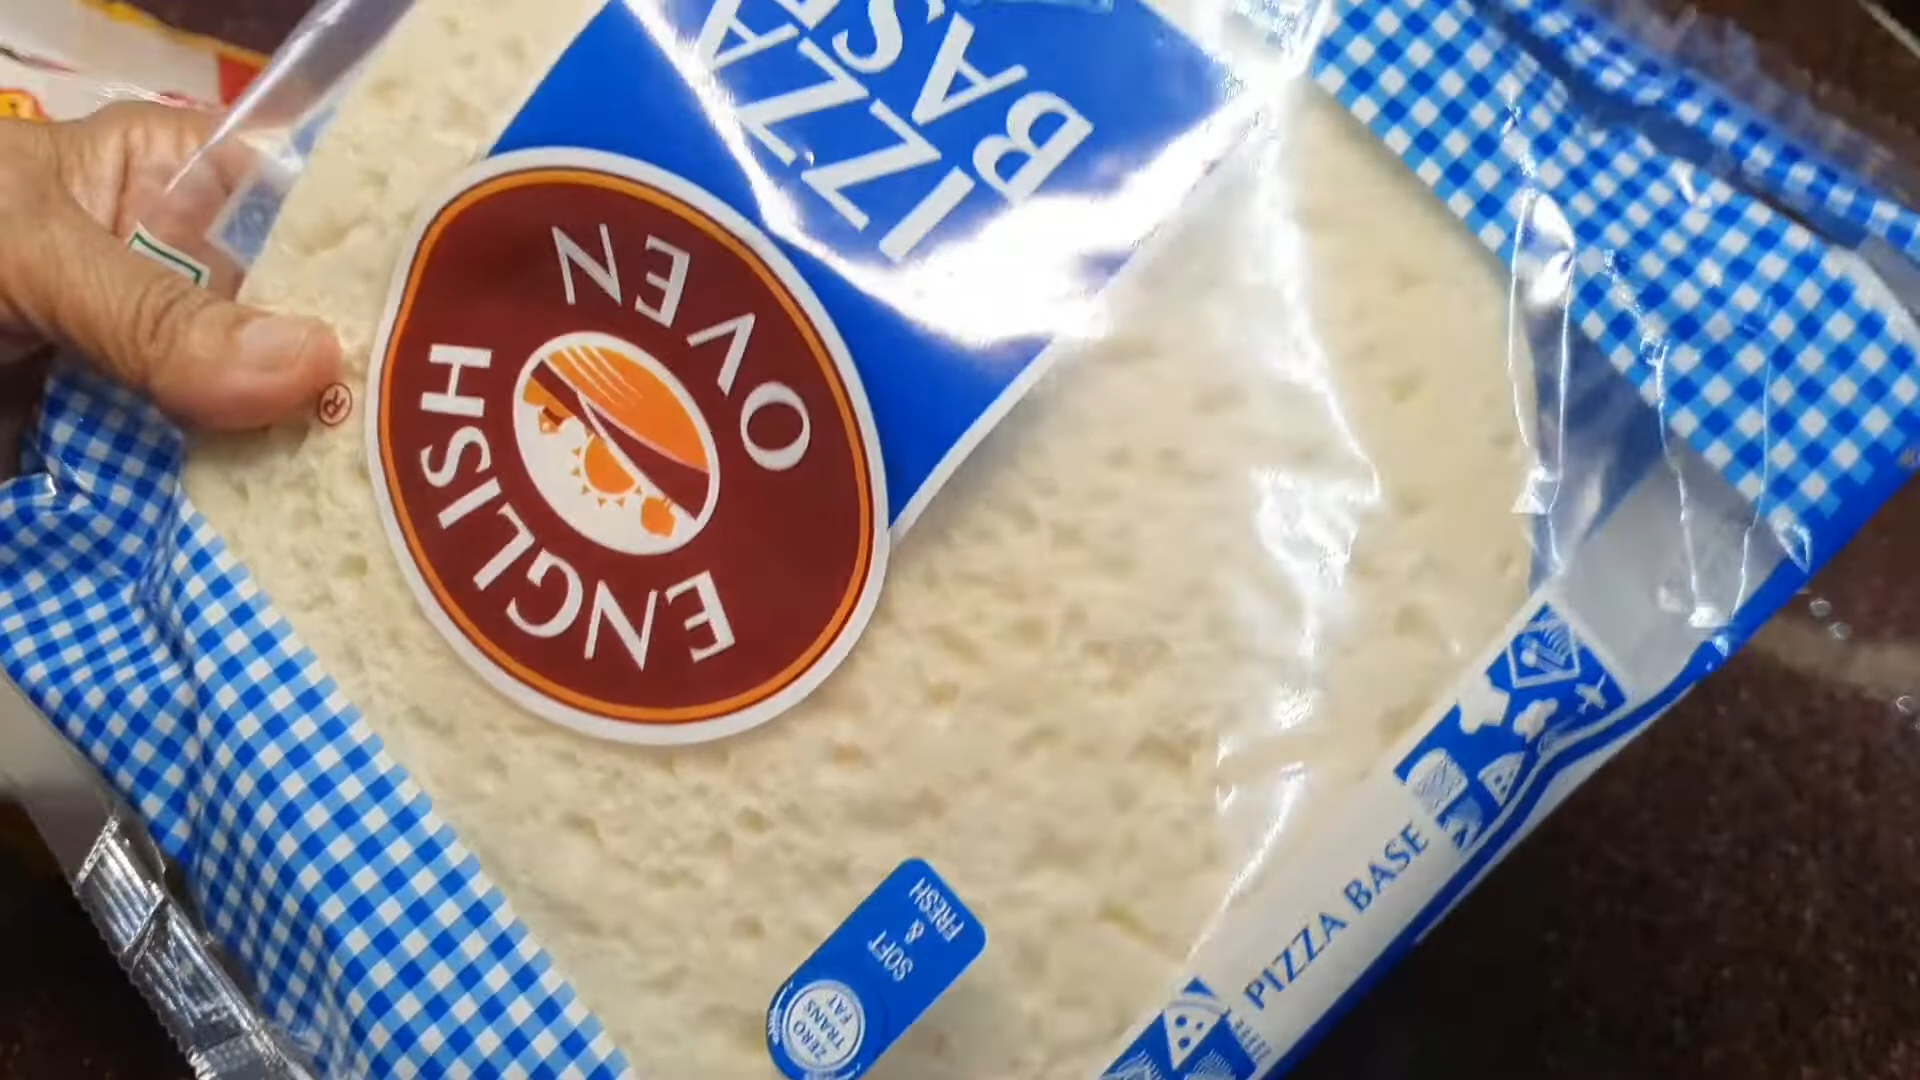 PIZZA
BASE
ENGLISH
OVEN
®
SOFT
&
FRESH
ZERO
TRANS
FAT
PIZZA BASE